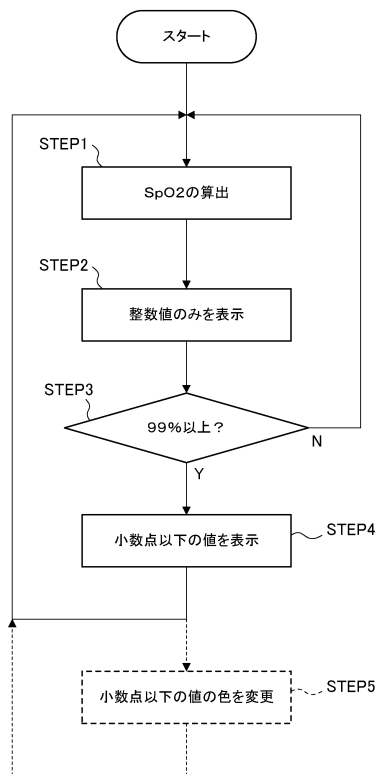 スタート
STEP1
SpO2の算出
STEP2
整数値のみを表示
STEP3
99%以上?
N
Y
小数点以下の値を表示
STEP4
小数点以下の値の色を変更
STEP5